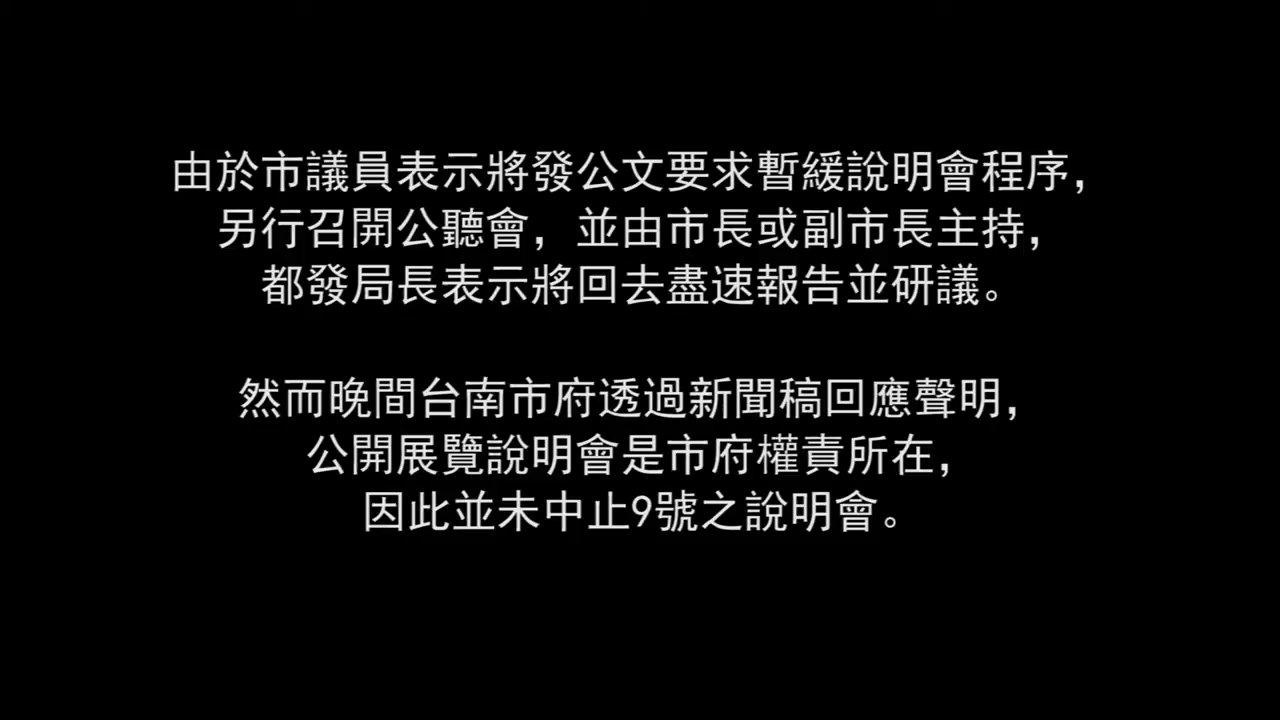 由於市議員表示將發公文要求暫緩說明會程序，
另行召開公聽會，並由市長或副市長主持，
都發局長表示將回去盡速報告並研議。
然而晚間台南市府透過新聞稿回應聲明，
公開展覽說明會是市府權責所在，
因此並未中止9號之說明會。